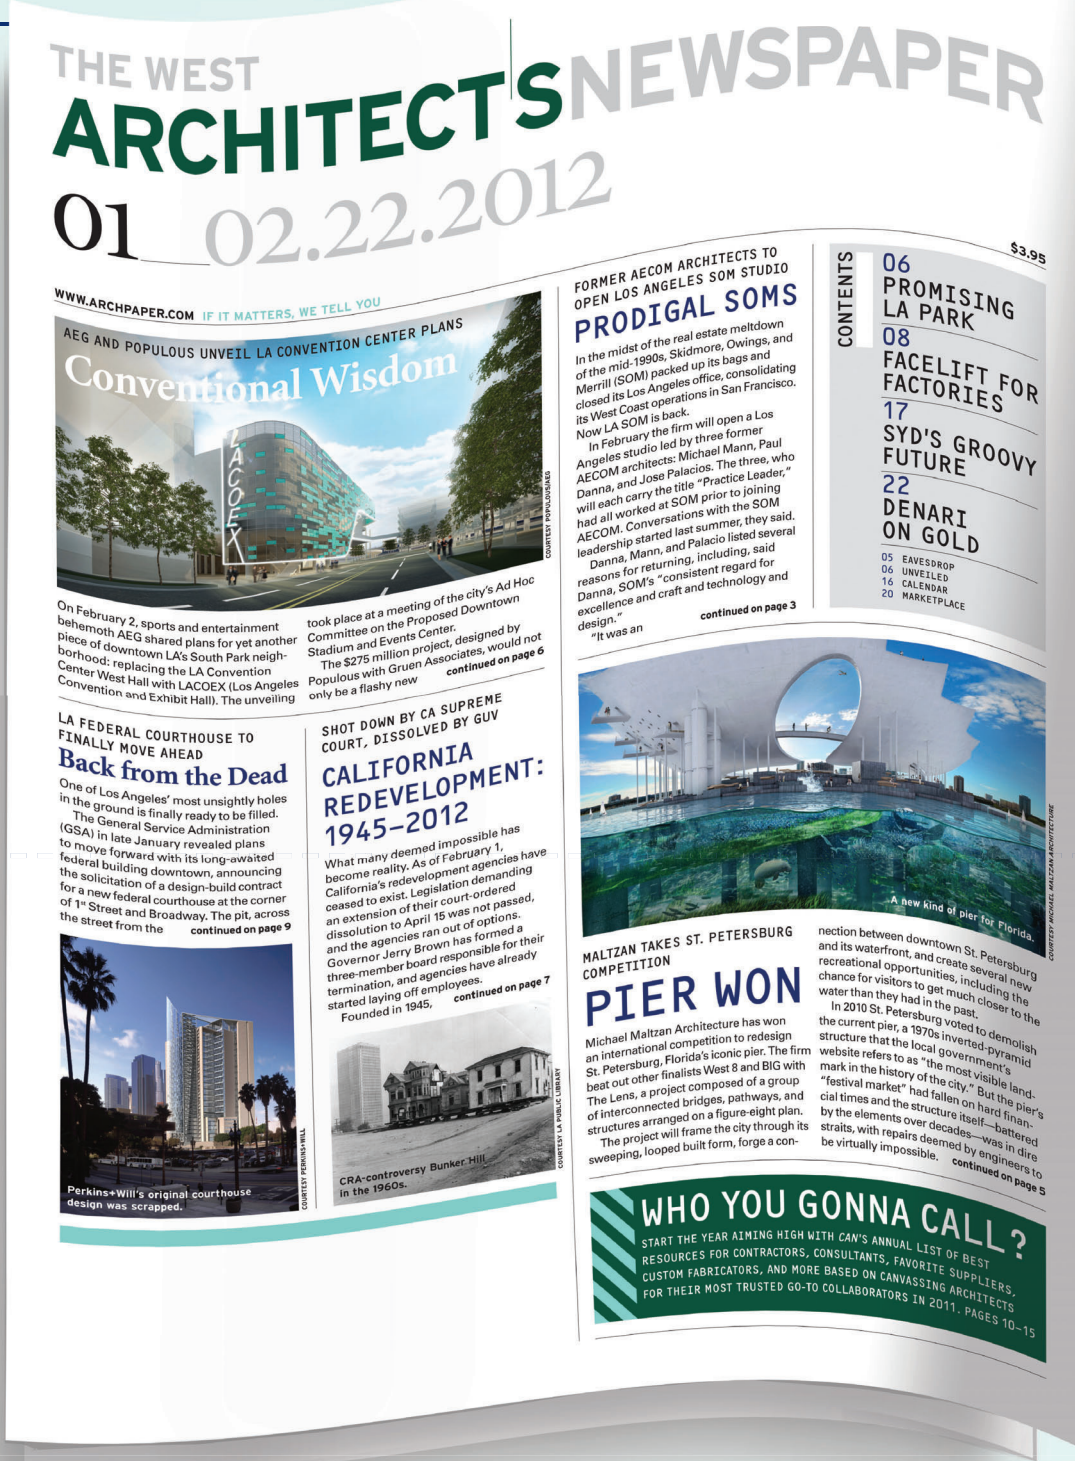 THE WEST
ARCHITECT'SNEWSPAPER
01 02.22.2012
$3.95
WWW.ARCHPAPER.COM IF IT MATTERS, WE TELL YOU
AEG AND POPULOUS UNVEIL LA CONVENTION CENTER PLANS
Conventional Wisdom
LACOEX
COURTESY POPULOUS/AEG
On February 2, sports and entertainment
behemoth AEG shared plans for yet another
piece of downtown LA's South Park neigh-
borhood: replacing the LA Convention
Center West Hall with LACOEX (Los Angeles
Convention and Exhibit Hall). The unveiling
took place at a meeting of the city's Ad Hoc
Committee on the Proposed Downtown
Stadium and Events Center.
The $275 million project, designed by
Populous with Gruen Associates, would not
only be a flashy new
continued on page 6
LA FEDERAL COURTHOUSE TO
FINALLY MOVE AHEAD
Back from the Dead
One of Los Angeles' most unsightly holes
in the ground is finally ready to be filled.
The General Service Administration
(GSA) in late January revealed plans
to move forward with its long-awaited
federal building downtown, announcing
the solicitation of a design-build contract
for a new federal courthouse at the corner
of 1st Street and Broadway. The pit, across
the street from the
continued on page 9
Perkins+Will's original courthouse
design was scrapped.
COURTESY PERKINS+WILL
SHOT DOWN BY CA SUPREME
COURT, DISSOLVED BY GUV
CALIFORNIA
REDEVELOPMENT:
1945–2012
What many deemed impossible has
become reality. As of February 1,
California's redevelopment agencies have
ceased to exist. Legislation demanding
an extension of their court-ordered
dissolution to April 15 was not passed,
and the agencies ran out of options.
Governor Jerry Brown has formed a
three-member board responsible for their
termination, and agencies have already
started laying off employees.
Founded in 1945,
continued on page 7
CRA-controversy Bunker Hill
in the 1960s.
COURTESY LA PUBLIC LIBRARY
FORMER AECOM ARCHITECTS TO
OPEN LOS ANGELES SOM STUDIO
PRODIGAL SOMS
In the midst of the real estate meltdown
of the mid-1990s, Skidmore, Owings, and
Merrill (SOM) packed up its bags and
closed its Los Angeles office, consolidating
its West Coast operations in San Francisco.
Now LA SOM is back.
In February the firm will open a Los
Angeles studio led by three former
AECOM architects: Michael Mann, Paul
Danna, and Jose Palacios. The three, who
will each carry the title "Practice Leader,"
had all worked at SOM prior to joining
AECOM. Conversations with the SOM
leadership started last summer, they said.
Danna, Mann, and Palacio listed several
reasons for returning, including, said
Danna, SOM's "consistent regard for
excellence and craft and technology and
design."
"It was an
continued on page 3
CONTENTS
06
PROMISING
LA PARK
08
FACELIFT FOR
FACTORIES
17
SYD'S GROOVY
FUTURE
22
DENARI
ON GOLD
05 EAVESDROP
06 UNVEILED
16 CALENDAR
20 MARKETPLACE
A new kind of pier for Florida.
COURTESY MICHAEL MALTZAN ARCHITECTURE
MALTZAN TAKES ST. PETERSBURG
COMPETITION
PIER WON
Michael Maltzan Architecture has won
an international competition to redesign
St. Petersburg, Florida's iconic pier. The firm
beat out other finalists West 8 and BIG with
The Lens, a project composed of a group
of interconnected bridges, pathways, and
structures arranged on a figure-eight plan.
The project will frame the city through its
sweeping, looped built form, forge a con-
nection between downtown St. Petersburg
and its waterfront, and create several new
recreational opportunities, including the
chance for visitors to get much closer to the
water than they had in the past.
In 2010 St. Petersburg voted to demolish
the current pier, a 1970s inverted-pyramid
structure that the local government's
website refers to as "the most visible land-
mark in the history of the city." But the pier's
"festival market" had fallen on hard finan-
cial times and the structure itself—battered
by the elements over decades—was in dire
straits, with repairs deemed by engineers to
be virtually impossible.
continued on page 5
WHO YOU GONNA CALL?
START THE YEAR AIMING HIGH WITH CAN'S ANNUAL LIST OF BEST
RESOURCES FOR CONTRACTORS, CONSULTANTS, FAVORITE SUPPLIERS,
CUSTOM FABRICATORS, AND MORE BASED ON CANVASSING ARCHITECTS
FOR THEIR MOST TRUSTED GO-TO COLLABORATORS IN 2011. PAGES 10–15